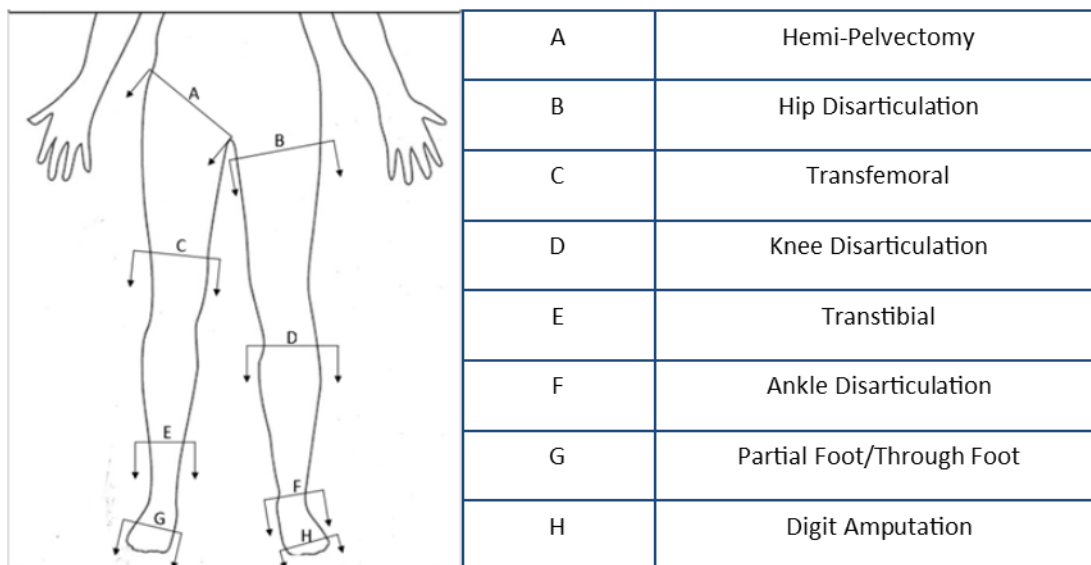 A
B
C
D
E
F
G
H
A Hemi-Pelvectomy
B Hip Disarticulation
C Transfemoral
D Knee Disarticulation
E Transtibial
F Ankle Disarticulation
G Partial Foot/Through Foot
H Digit Amputation